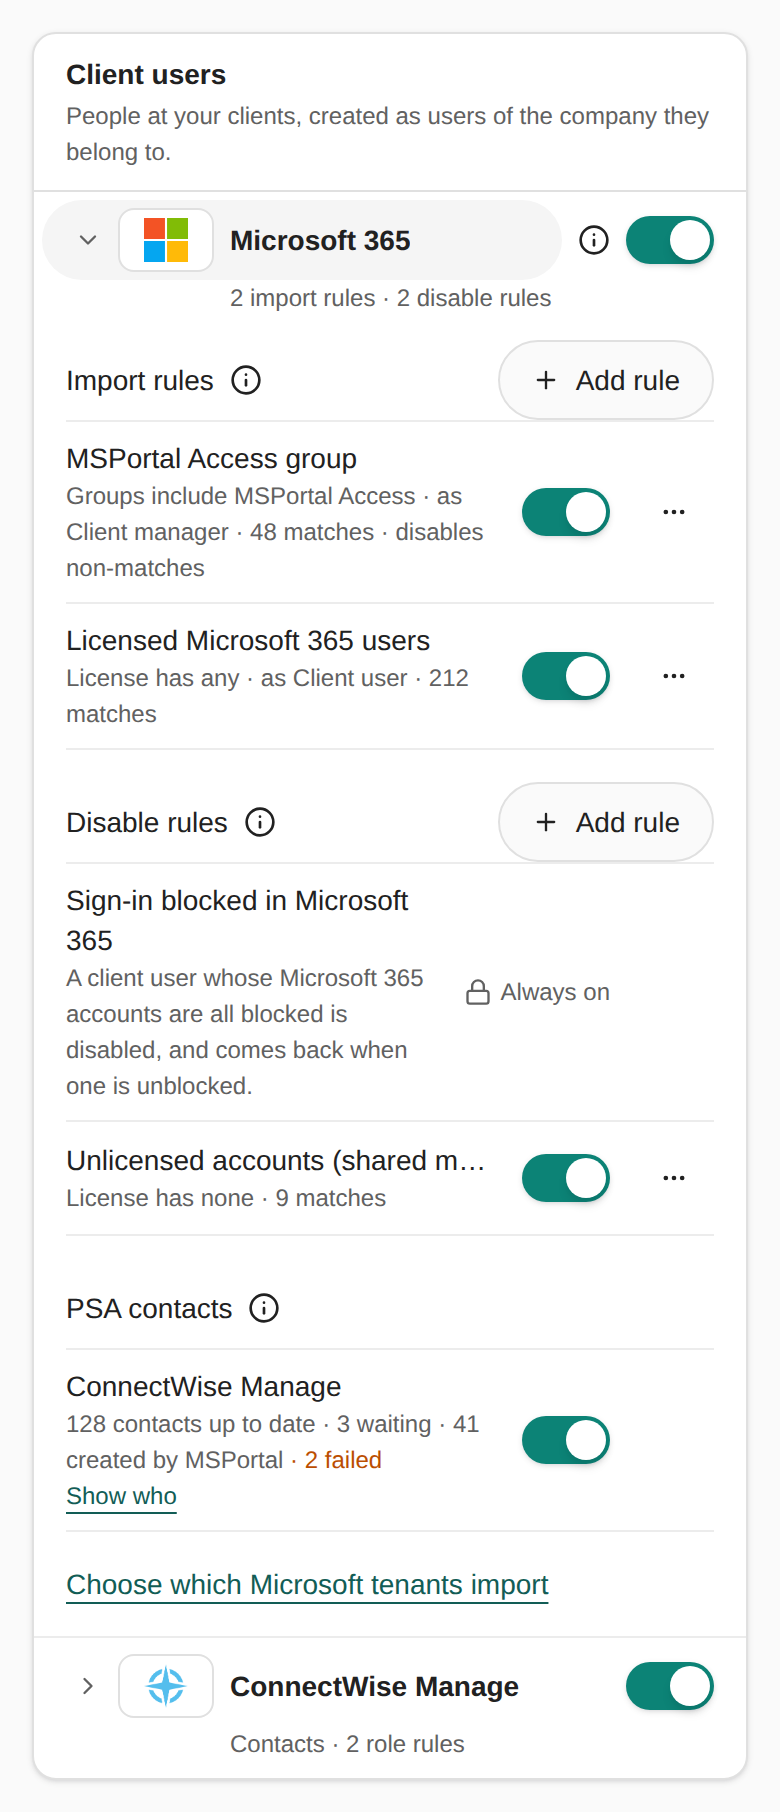 Client users
People at your clients, created as users of the company they
belong to.
Microsoft 365
2 import rules · 2 disable rules
Import rules
Add rule
MSPortal Access group
Groups include MSPortal Access · as
Client manager · 48 matches · disables
non-matches
Licensed Microsoft 365 users
License has any · as Client user · 212
matches
Disable rules
Add rule
Sign-in blocked in Microsoft
365
A client user whose Microsoft 365
accounts are all blocked is
disabled, and comes back when
one is unblocked.
Always on
Unlicensed accounts (shared m…
License has none · 9 matches
PSA contacts
ConnectWise Manage
128 contacts up to date · 3 waiting · 41
created by MSPortal · 2 failed
Show who
Choose which Microsoft tenants import
ConnectWise Manage
Contacts · 2 role rules